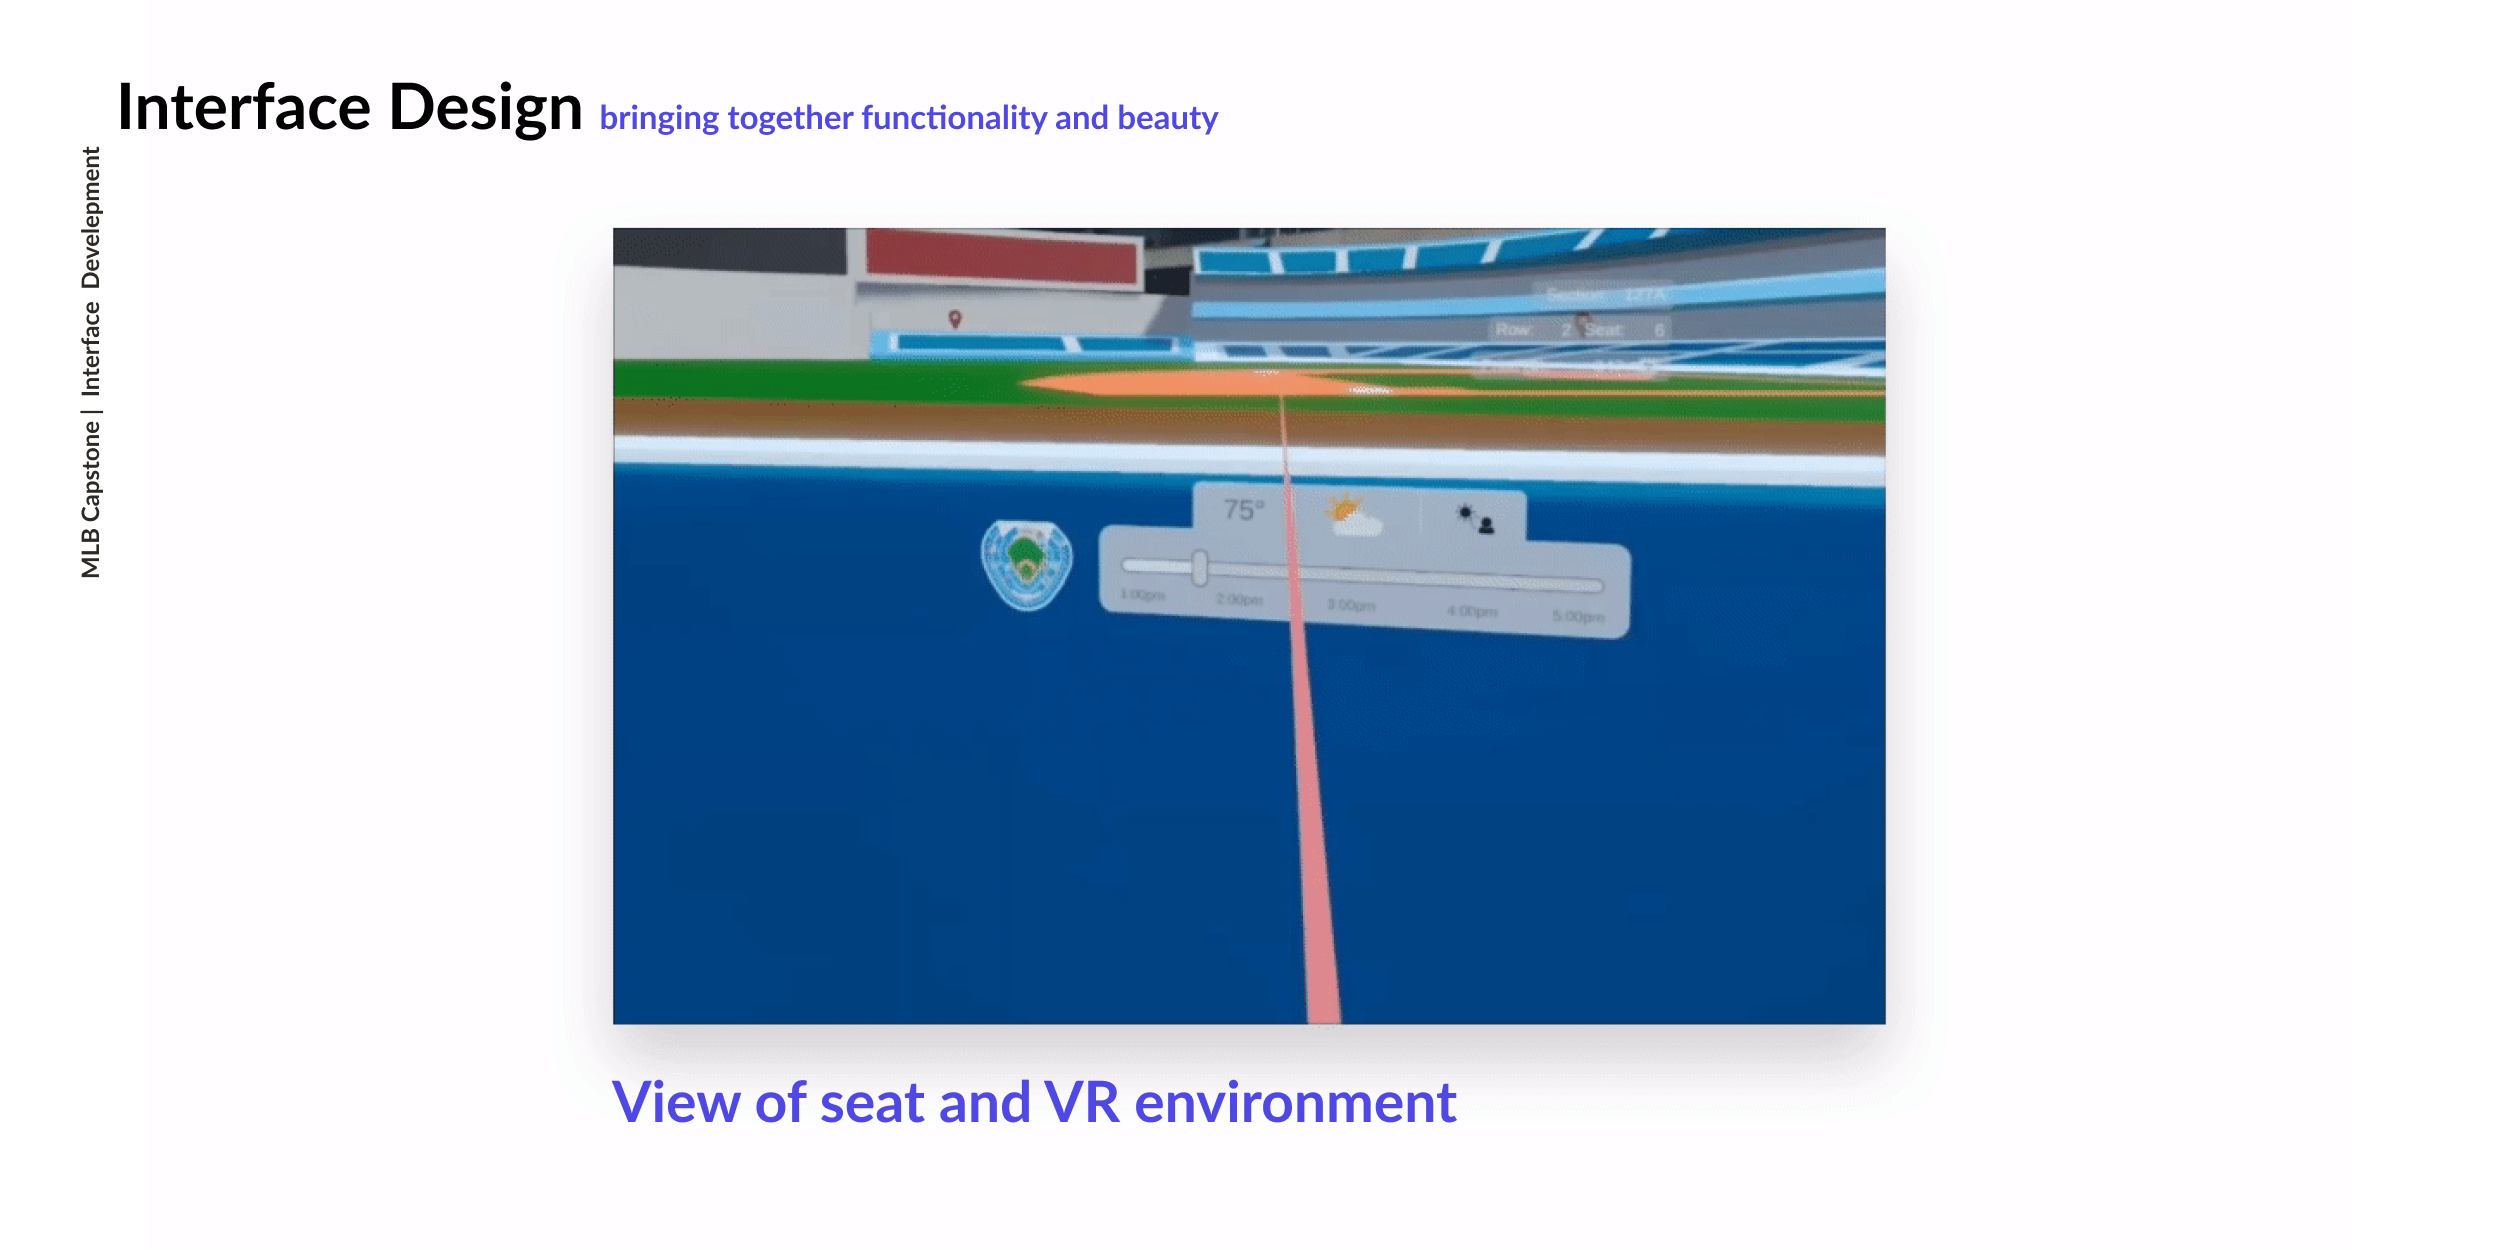 Interface Design bringing together functionality and beauty
MLB Capstone | Interface Develepment
Section: 127A
Row: 2 Seat: 6
75°
1:00pm 2:00pm 3:00pm 4:00pm 5:00pm
View of seat and VR environment